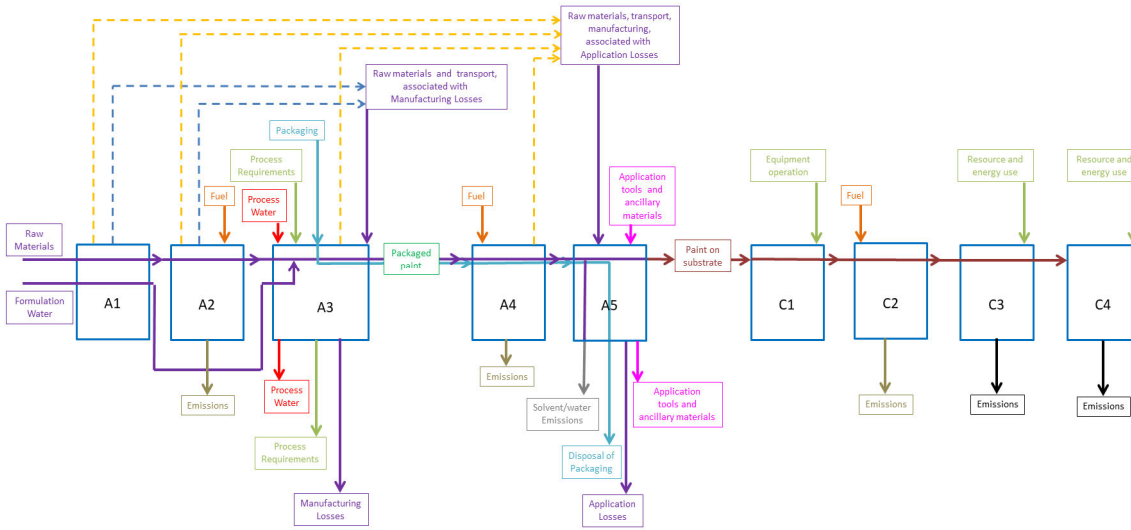 Raw materials, transport,
manufacturing,
associated with
Application Losses
Raw materials and transport,
associated with
Manufacturing Losses
Packaging
Process
Requirements
Fuel
Process
Water
Fuel
Application
tools and
ancillary
materials
Equipment
operation
Fuel
Resource and
energy use
Resource and
energy use
Raw
Materials
Packaged
paint
Paint on
substrate
Formulation
Water
A1
A2
A3
A4
A5
C1
C2
C3
C4
Emissions
Process
Water
Emissions
Solvent/water
Emissions
Application
tools and
ancillary materials
Emissions
Emissions
Emissions
Process
Requirements
Disposal of
Packaging
Manufacturing
Losses
Application
Losses